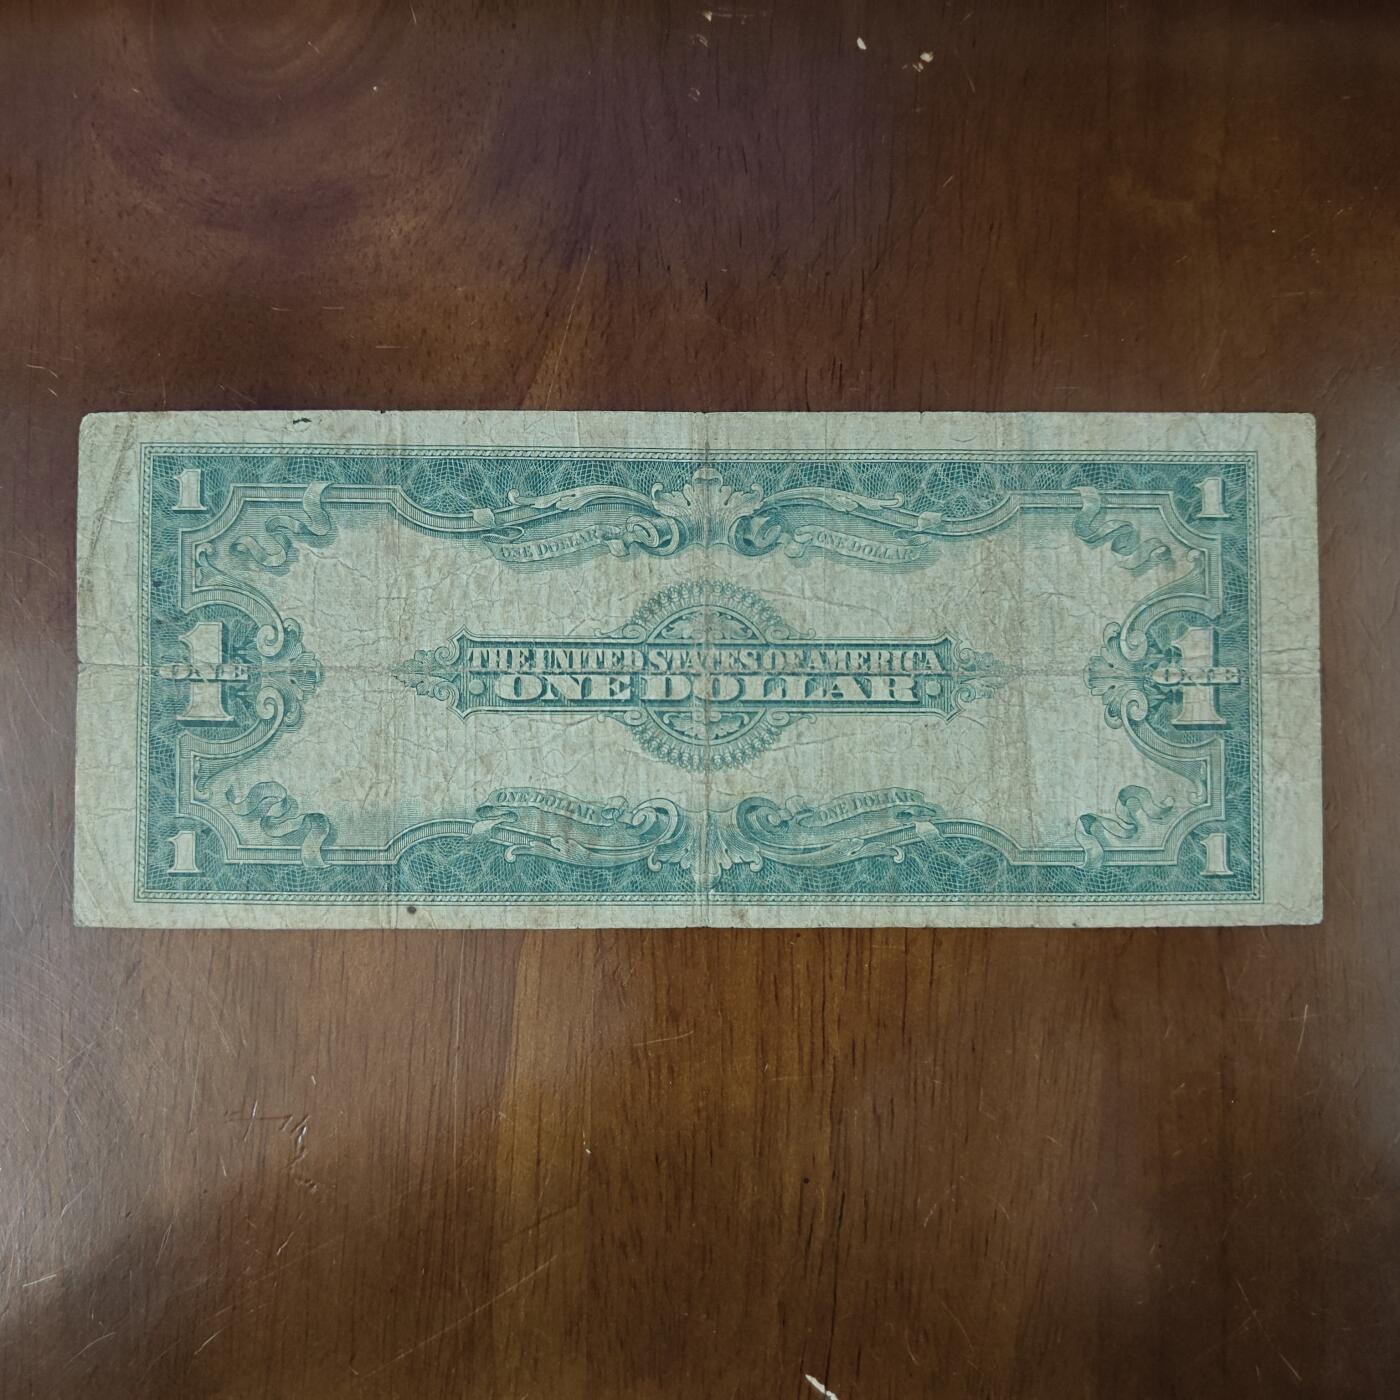 1 1
ONE DOLLAR ONE DOLLAR
1 ONE THE UNITED STATES OF AMERICA 1 ONE
ONE DOLLAR
ONE DOLLAR ONE DOLLAR
1 1